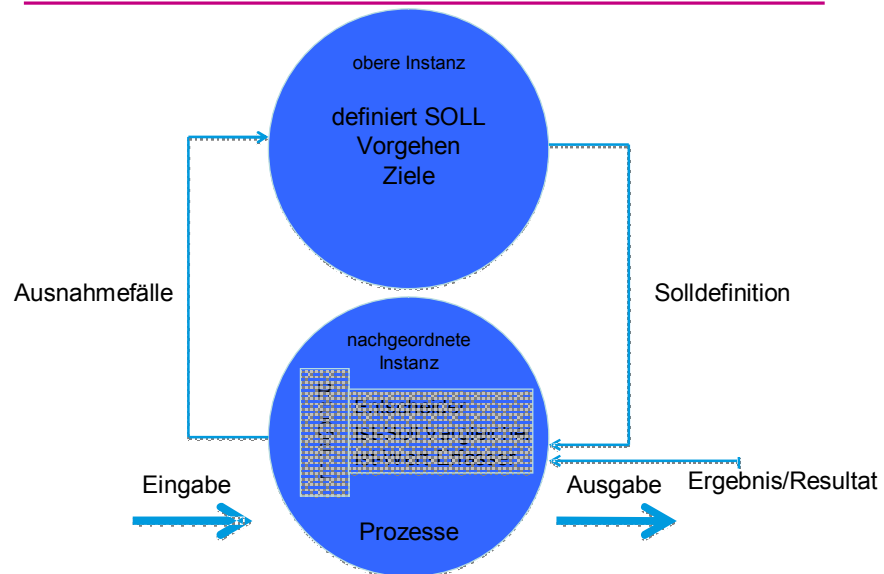 obere Instanz
definiert SOLL
Vorgehen
Ziele
Ausnahmefälle
Solldefinition
nachgeordnete
Instanz
Eingabe
Ausgabe
Ergebnis/Resultat
Prozesse